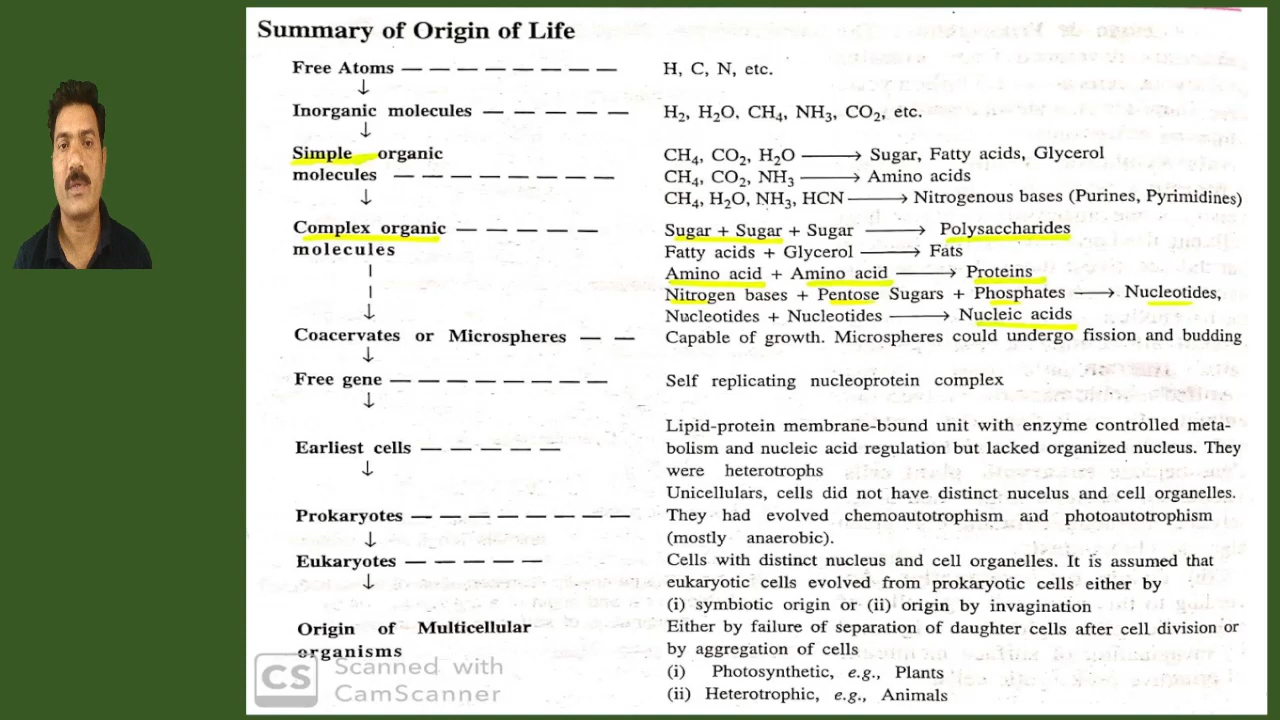 Summary of Origin of Life
Free Atoms — — — — — — — — H, C, N, etc.
↓
Inorganic molecules — — — — — H₂, H₂O, CH₄, NH₃, CO₂, etc.
↓
Simple organic CH₄, CO₂, H₂O ⟶ Sugar, Fatty acids, Glycerol
molecules — — — — — — — — CH₄, CO₂, NH₃ ⟶ Amino acids
↓ CH₄, H₂O, NH₃, HCN ⟶ Nitrogenous bases (Purines, Pyrimidines)
Complex organic — — — — — Sugar + Sugar + Sugar ⟶ Polysaccharides
molecules Fatty acids + Glycerol ⟶ Fats
Amino acid + Amino acid ⟶ Proteins
Nitrogen bases + Pentose Sugars + Phosphates ⟶ Nucleotides,
↓ Nucleotides + Nucleotides ⟶ Nucleic acids
Coacervates or Microspheres — — Capable of growth. Microspheres could undergo fission and budding
↓
Free gene — — — — — — — — Self replicating nucleoprotein complex
↓
Lipid-protein membrane-bound unit with enzyme controlled meta-
Earliest cells — — — — — bolism and nucleic acid regulation but lacked organized nucleus. They
↓ were heterotrophs
Unicellulars, cells did not have distinct nucelus and cell organelles.
Prokaryotes — — — — — — — — They had evolved chemoautotrophism and photoautotrophism
↓ (mostly anaerobic).
Eukaryotes — — — — — Cells with distinct nucleus and cell organelles. It is assumed that
↓ eukaryotic cells evolved from prokaryotic cells either by
(i) symbiotic origin or (ii) origin by invagination
Origin of Multicellular Either by failure of separation of daughter cells after cell division or
organisms by aggregation of cells
(i) Photosynthetic, e.g., Plants
(ii) Heterotrophic, e.g., Animals
CS Scanned with
CamScanner